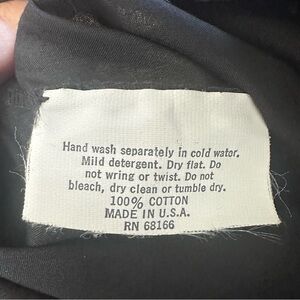 Hand wash separately in cold water.
Mild detergent. Dry flat. Do
not wring or twist. Do not
bleach, dry clean or tumble dry.
100% COTTON
MADE IN U.S.A.
RN 68166